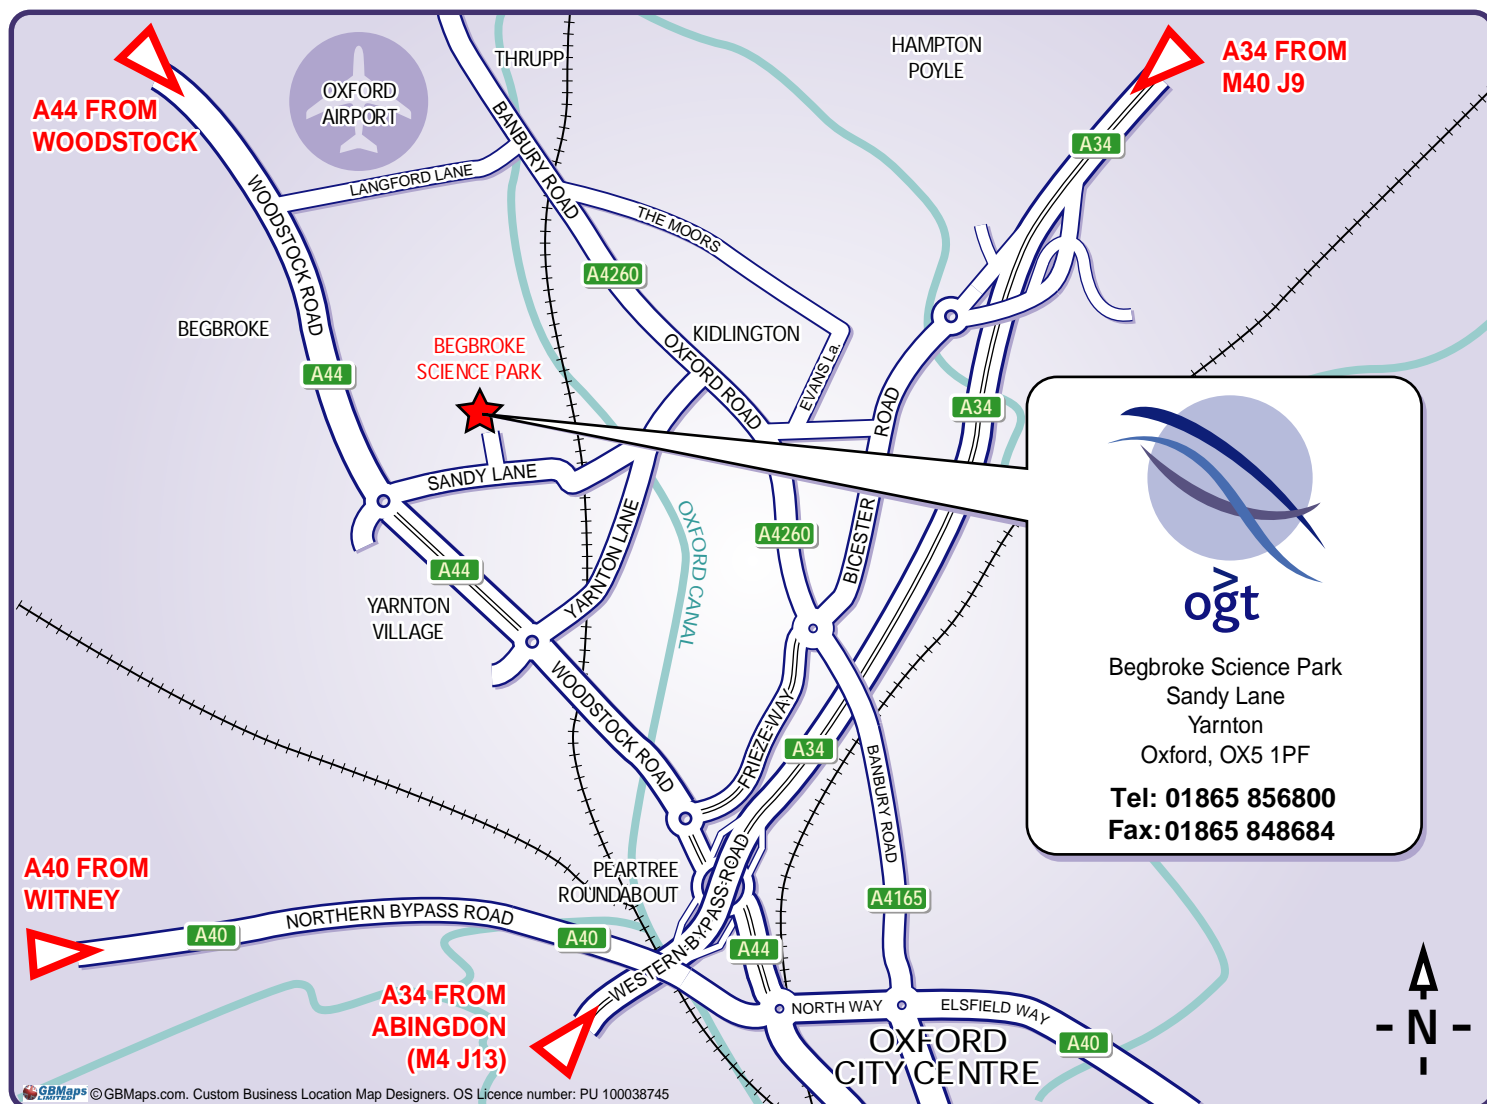 THRUPP
HAMPTON
POYLE
A34 FROM
M40 J9
A44 FROM
WOODSTOCK
OXFORD
AIRPORT
BANBURY ROAD
A34
LANGFORD LANE
WOODSTOCK ROAD
THE MOORS
A4260
BEGBROKE
KIDLINGTON
BEGBROKE
SCIENCE PARK
OXFORD ROAD
EVANS La.
A44
ROAD
A34
SANDY LANE
OXFORD CANAL
A4260
BICESTER
A44
YARNTON LANE
YARNTON
VILLAGE
ogt
Begbroke Science Park
Sandy Lane
Yarnton
Oxford, OX5 1PF
Tel: 01865 856800
Fax: 01865 848684
WOODSTOCK ROAD
FRIEZE WAY
A34
BANBURY ROAD
PEARTREE
ROUNDABOUT
WESTERN BYPASS ROAD
A4165
A40 FROM
WITNEY
NORTHERN BYPASS ROAD
A40
A40
A44
A34 FROM
ABINGDON
(M4 J13)
NORTH WAY
ELSFIELD WAY
A40
OXFORD
CITY CENTRE
N
GBMaps
LIMITED
© GBMaps.com. Custom Business Location Map Designers. OS Licence number: PU 100038745